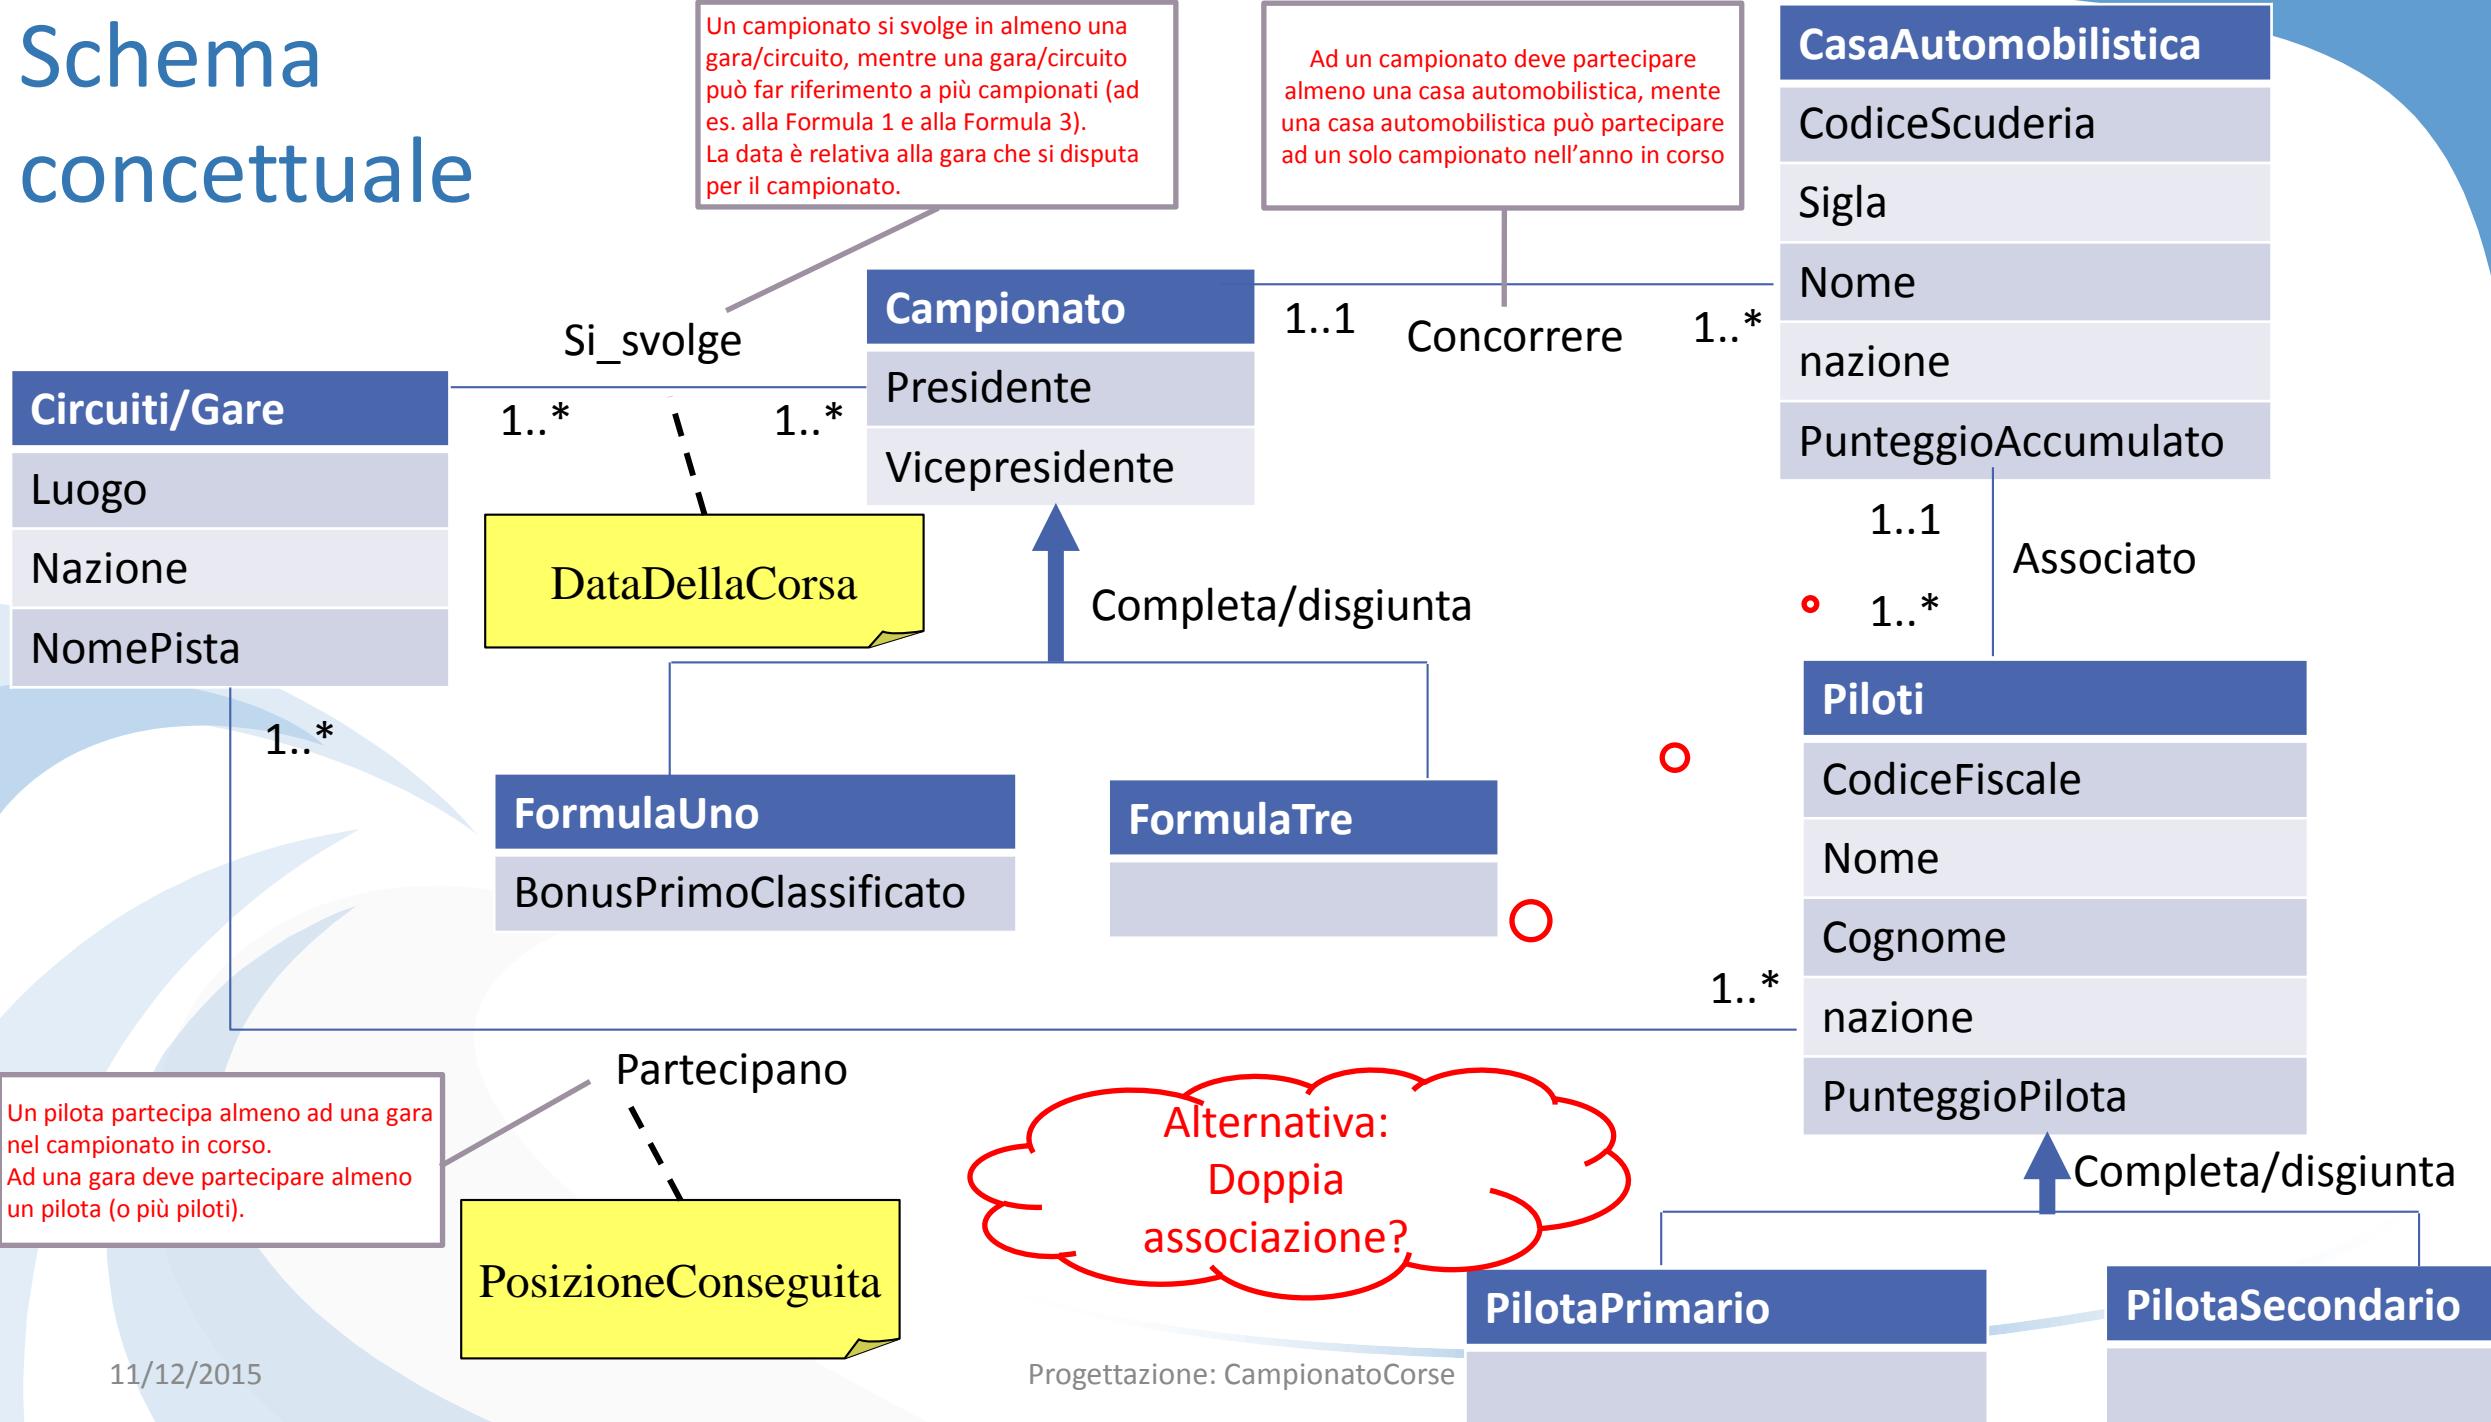 Schema
concettuale
Un campionato si svolge in almeno una
gara/circuito, mentre una gara/circuito
può far riferimento a più campionati (ad
es. alla Formula 1 e alla Formula 3).
La data è relativa alla gara che si disputa
per il campionato.
Ad un campionato deve partecipare
almeno una casa automobilistica, mente
una casa automobilistica può partecipare
ad un solo campionato nell'anno in corso
CasaAutomobilistica
CodiceScuderia
Sigla
Nome
nazione
PunteggioAccumulato
Campionato
Presidente
Vicepresidente
1..1
Concorrere
1..*
Si_svolge
1..*
1..*
Circuiti/Gare
Luogo
Nazione
NomePista
DataDellaCorsa
Completa/disgiunta
1..1
Associato
1..*
1..*
FormulaUno
BonusPrimoClassificato
FormulaTre
Piloti
CodiceFiscale
Nome
Cognome
nazione
PunteggioPilota
1..*
Partecipano
Un pilota partecipa almeno ad una gara
nel campionato in corso.
Ad una gara deve partecipare almeno
un pilota (o più piloti).
PosizioneConseguita
Alternativa:
Doppia
associazione?
Completa/disgiunta
PilotaPrimario
PilotaSecondario
11/12/2015
Progettazione: CampionatoCorse